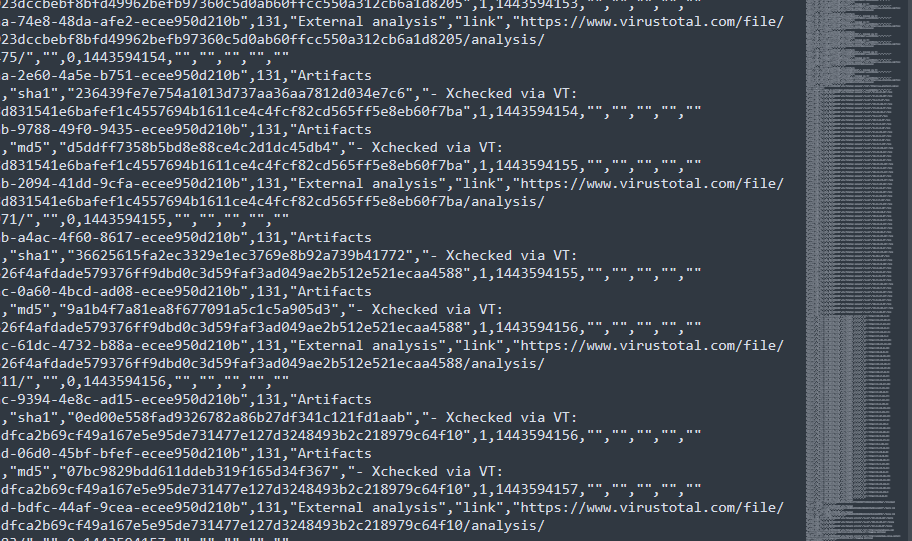 923dccbebf8bfd49962befb97360c5d0ab60ffcc550a312cb6a1d8205",1,1443594153,"","","","",""
a-74e8-48da-afe2-ecee950d210b",131,"External analysis","link","https://www.virustotal.com/file/
923dccbebf8bfd49962befb97360c5d0ab60ffcc550a312cb6a1d8205/analysis/
475/","",0,1443594154,"","","","",""
a-2e60-4a5e-b751-ecee950d210b",131,"Artifacts
,"sha1","236439fe7e754a1013d737aa36aa7812d034e7c6","- Xchecked via VT:
d831541e6bafef1c4557694b1611ce4c4fcf82cd565ff5e8eb60f7ba",1,1443594154,"","","","",""
b-9788-49f0-9435-ecee950d210b",131,"Artifacts
,"md5","d5ddff7358b5bd8e88ce4c2d1dc45db4","- Xchecked via VT:
d831541e6bafef1c4557694b1611ce4c4fcf82cd565ff5e8eb60f7ba",1,1443594155,"","","","",""
b-2094-41dd-9cfa-ecee950d210b",131,"External analysis","link","https://www.virustotal.com/file/
d831541e6bafef1c4557694b1611ce4c4fcf82cd565ff5e8eb60f7ba/analysis/
971/","",0,1443594155,"","","","",""
b-a4ac-4f60-8617-ecee950d210b",131,"Artifacts
,"sha1","36625615fa2ec3329e1ec3769e8b92a739b41772","- Xchecked via VT:
26f4afdade579376ff9dbd0c3d59faf3ad049ae2b512e521ecaa4588",1,1443594155,"","","","",""
c-0a60-4bcd-ad08-ecee950d210b",131,"Artifacts
,"md5","9a1b4f7a81ea8f677091a5c1c5a905d3","- Xchecked via VT:
26f4afdade579376ff9dbd0c3d59faf3ad049ae2b512e521ecaa4588",1,1443594156,"","","","",""
c-61dc-4732-b88a-ecee950d210b",131,"External analysis","link","https://www.virustotal.com/file/
26f4afdade579376ff9dbd0c3d59faf3ad049ae2b512e521ecaa4588/analysis/
611/","",0,1443594156,"","","","",""
c-9394-4e8c-ad15-ecee950d210b",131,"Artifacts
,"sha1","0ed00e558fad9326782a86b27df341c121fd1aab","- Xchecked via VT:
dfca2b69cf49a167e5e95de731477e127d3248493b2c218979c64f10",1,1443594156,"","","","",""
d-06d0-45bf-bfef-ecee950d210b",131,"Artifacts
,"md5","07bc9829bdd611ddeb319f165d34f367","- Xchecked via VT:
dfca2b69cf49a167e5e95de731477e127d3248493b2c218979c64f10",1,1443594157,"","","","",""
d-bdfc-44af-9cea-ecee950d210b",131,"External analysis","link","https://www.virustotal.com/file/
dfca2b69cf49a167e5e95de731477e127d3248493b2c218979c64f10/analysis/